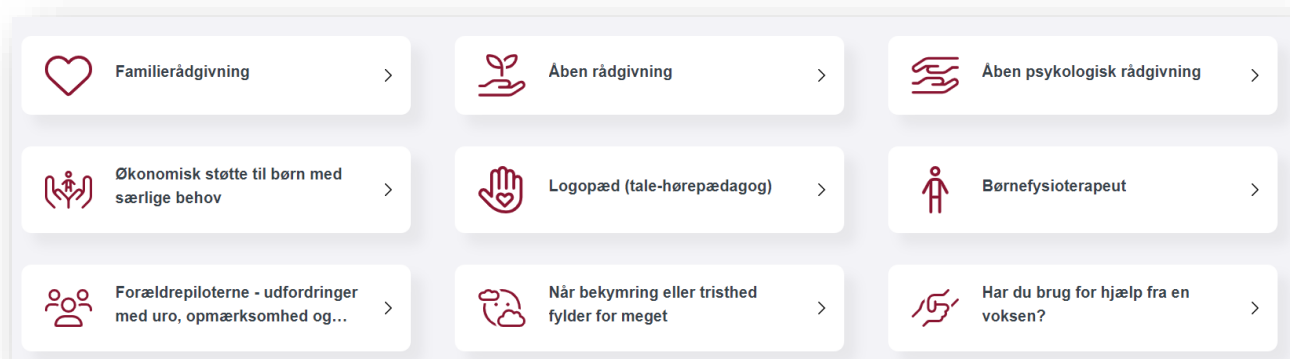 Familierådgivning
Åben rådgivning
Åben psykologisk rådgivning
Økonomisk støtte til børn med
særlige behov
Logopæd (tale-hørepædagog)
Børnefysioterapeut
Forældrepiloterne - udfordringer
med uro, opmærksomhed og...
Når bekymring eller tristhed
fylder for meget
Har du brug for hjælp fra en
voksen?